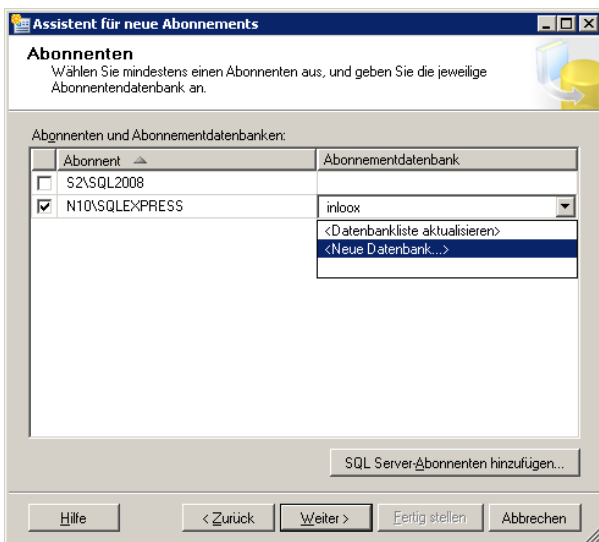 Assistent für neue Abonnements
Abonnenten
Wählen Sie mindestens einen Abonnenten aus, und geben Sie die jeweilige
Abonnentendatenbank an.
Abonnenten und Abonnementdatenbanken:
Abonnent Abonnementdatenbank
S2\SQL2008
N10\SQLEXPRESS inloox
<Datenbankliste aktualisieren>
<Neue Datenbank...>
SQL Server-Abonnenten hinzufügen...
Hilfe < Zurück Weiter > Fertig stellen Abbrechen